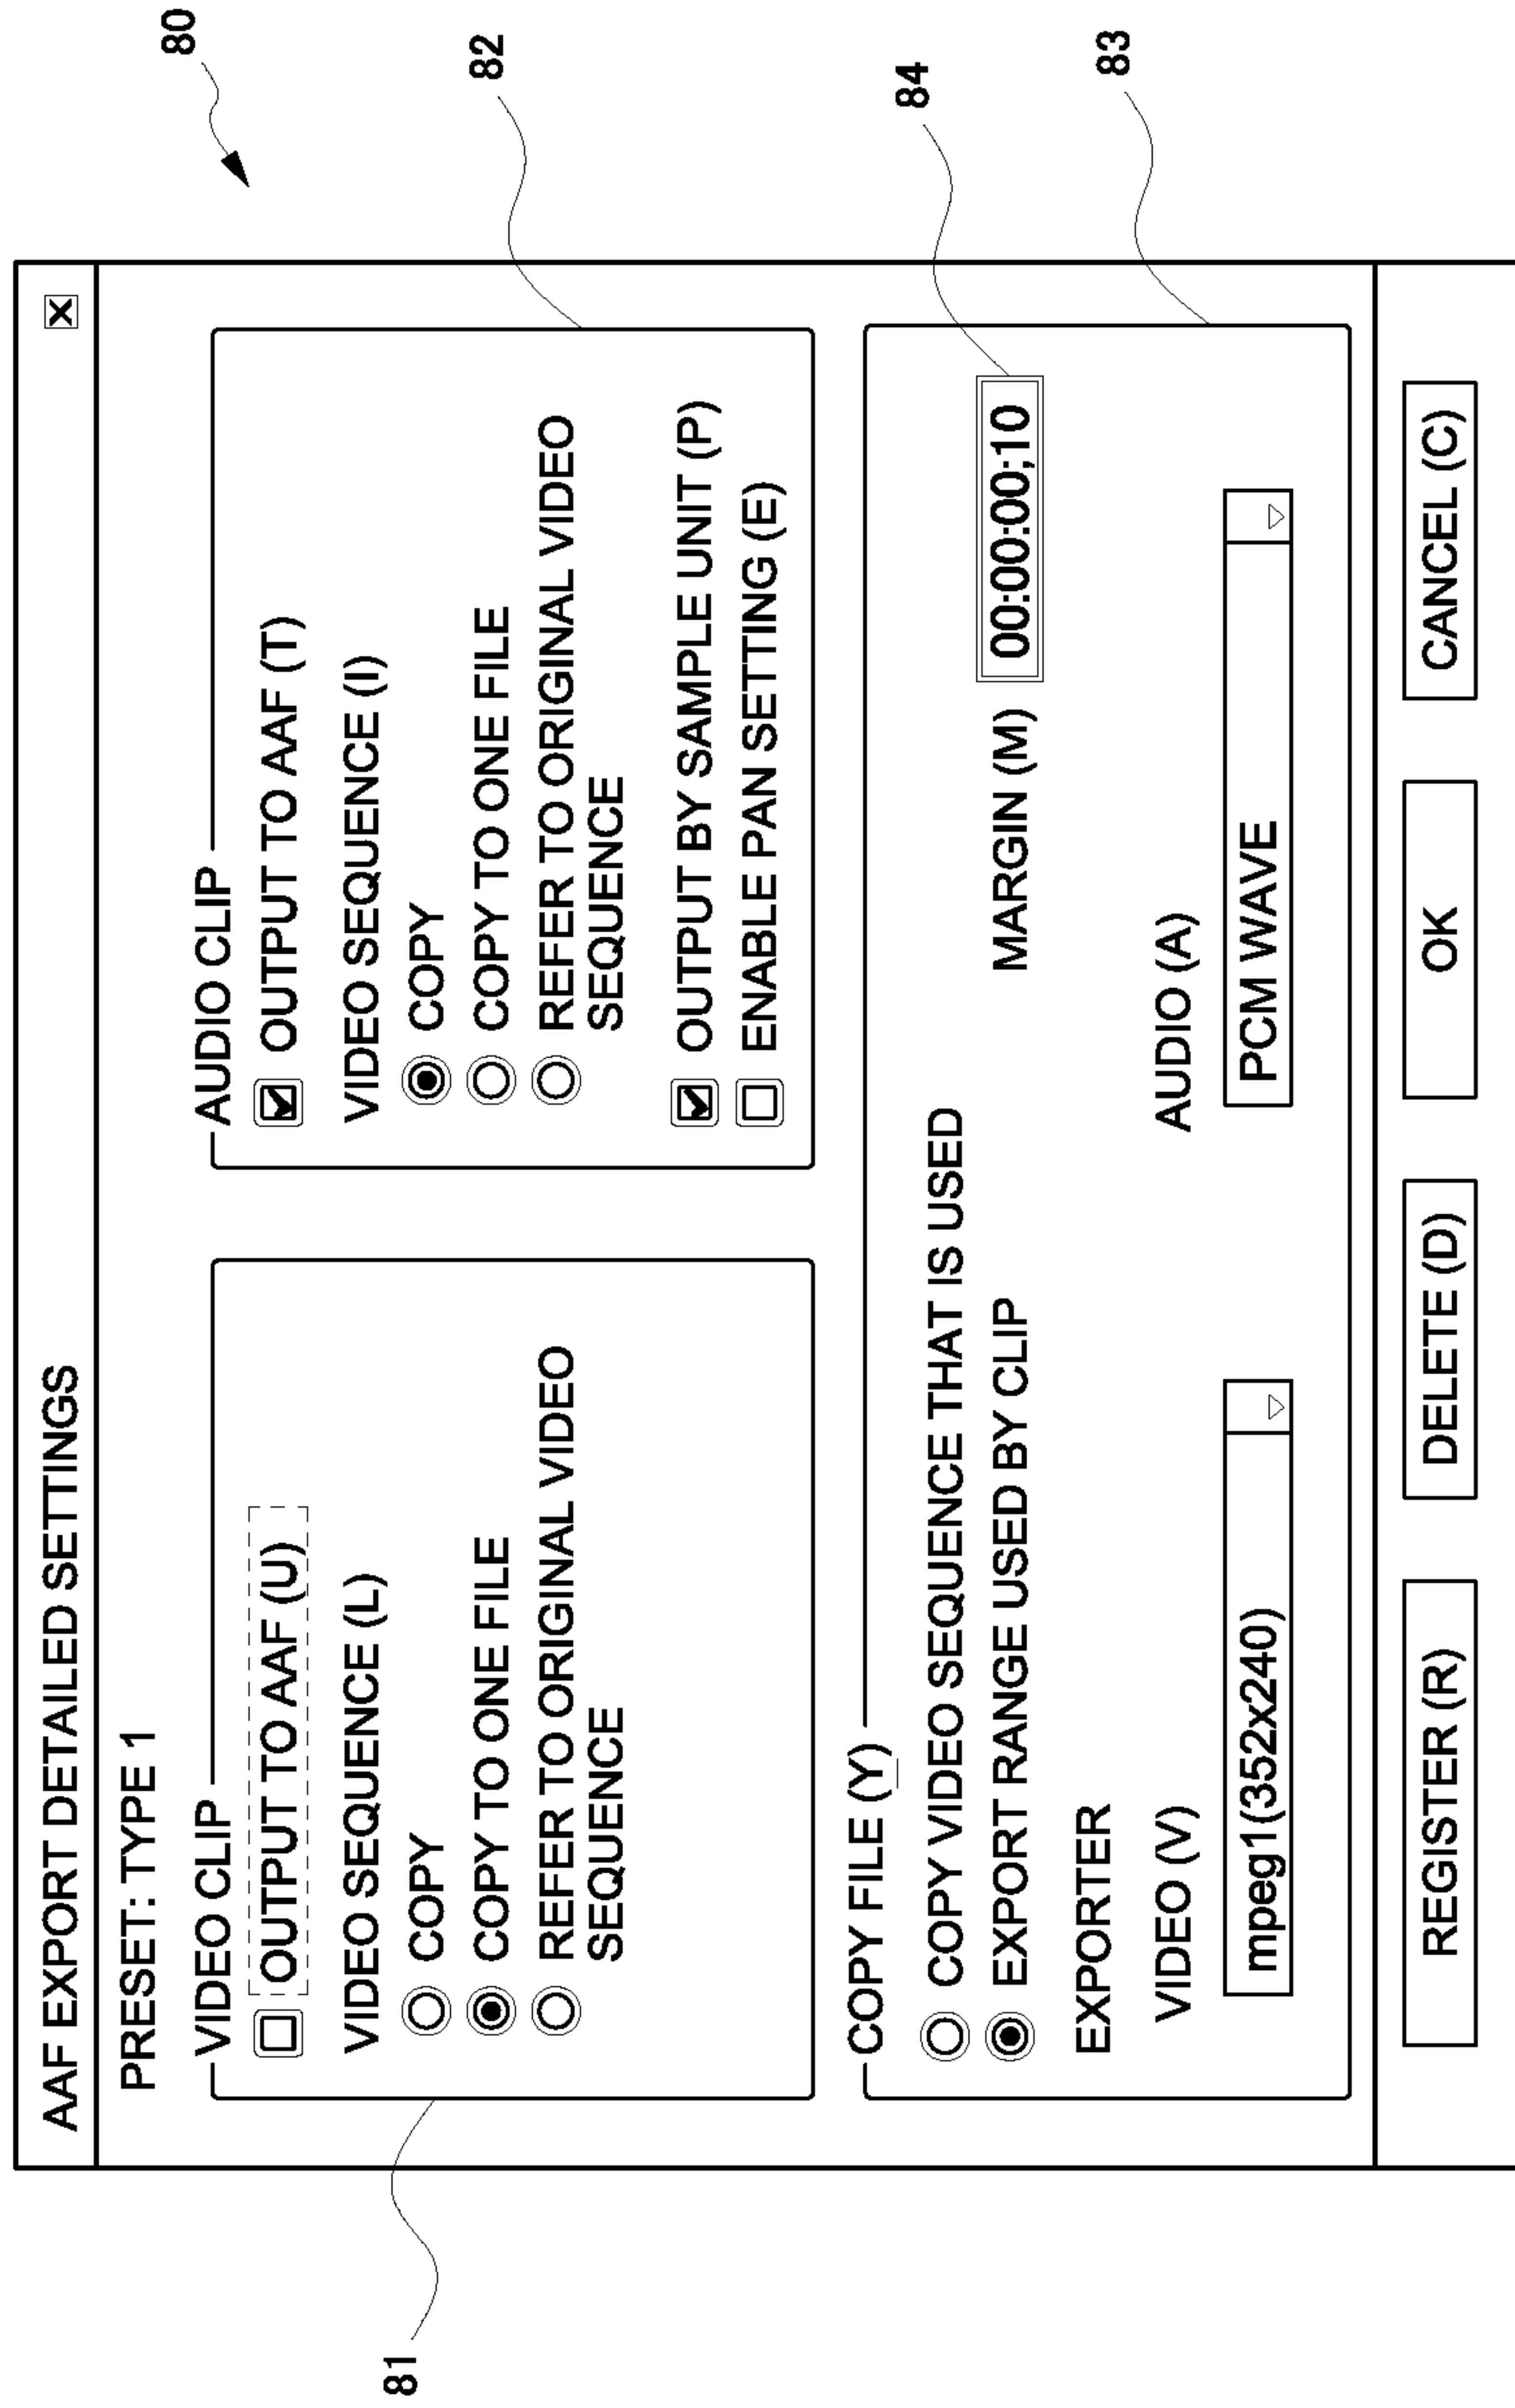 80
AAF EXPORT DETAILED SETTINGS
PRESET: TYPE 1
VIDEO CLIP
OUTPUT TO AAF (U)
VIDEO SEQUENCE (L)
COPY
COPY TO ONE FILE
REFER TO ORIGINAL VIDEO
SEQUENCE
81
AUDIO CLIP
OUTPUT TO AAF (T)
VIDEO SEQUENCE (I)
COPY
COPY TO ONE FILE
REFER TO ORIGINAL VIDEO
SEQUENCE
OUTPUT BY SAMPLE UNIT (P)
ENABLE PAN SETTING (E)
82
COPY FILE (Y)
COPY VIDEO SEQUENCE THAT IS USED
EXPORT RANGE USED BY CLIP
MARGIN (M) 00:00:00;10
84
EXPORTER
VIDEO (V)
mpeg1(352x240)
AUDIO (A)
PCM WAVE
83
REGISTER (R)
DELETE (D)
OK
CANCEL (C)